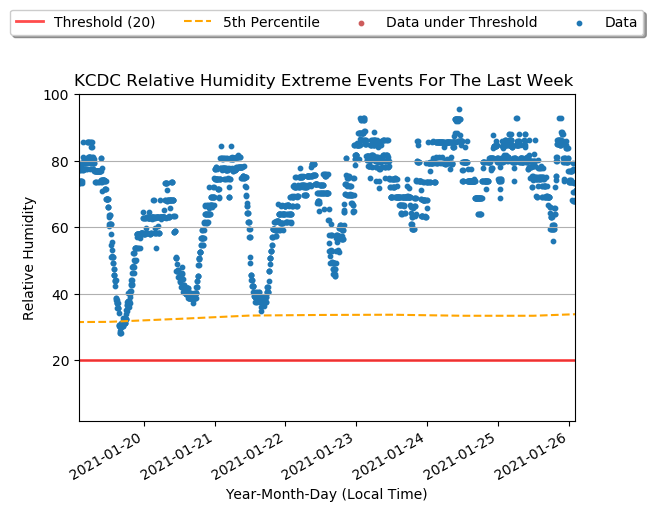 Threshold (20) 5th Percentile Data under Threshold Data
KCDC Relative Humidity Extreme Events For The Last Week
100
80
60
40
20
Relative Humidity
2021-01-20 2021-01-21 2021-01-22 2021-01-23 2021-01-24 2021-01-25 2021-01-26
Year-Month-Day (Local Time)